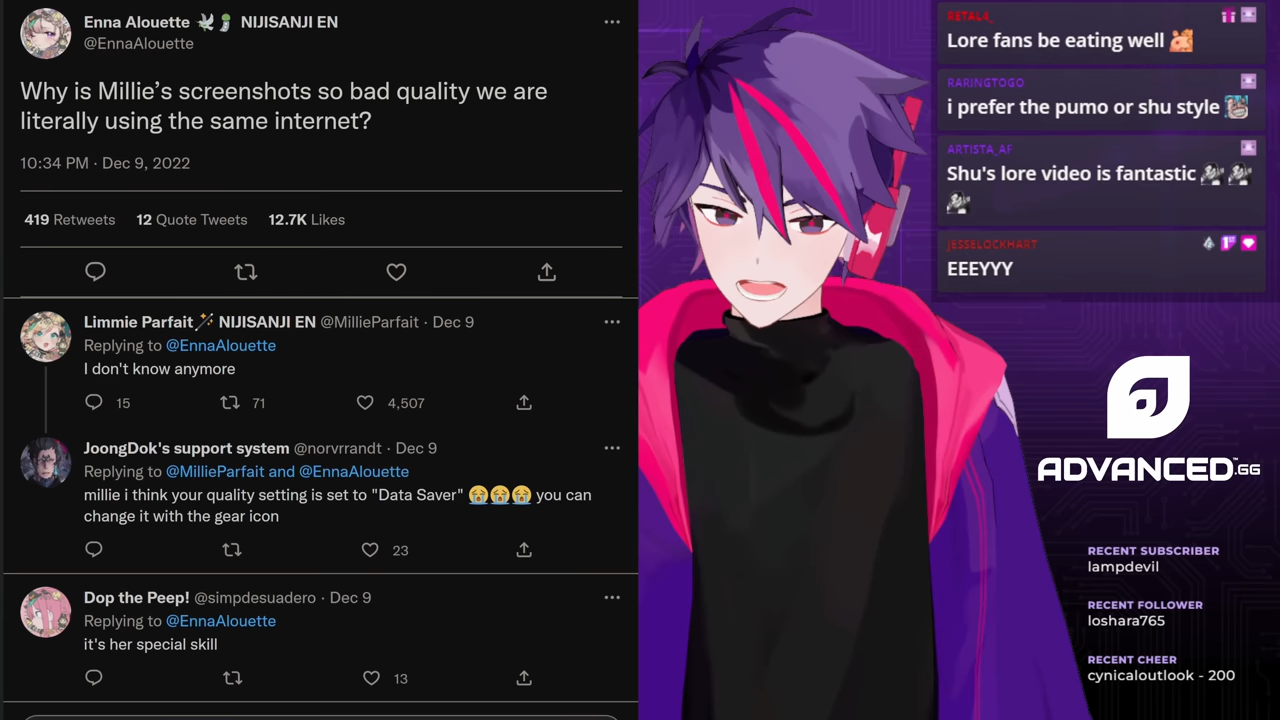 Enna Alouette 🕊️🫛 NIJISANJI EN
@EnnaAlouette
Why is Millie’s screenshots so bad quality we are
literally using the same internet?
10:34 PM · Dec 9, 2022
419 Retweets 12 Quote Tweets 12.7K Likes
Limmie Parfait🪄 NIJISANJI EN @MillieParfait · Dec 9
Replying to @EnnaAlouette
I don't know anymore
15 71 4,507
JoongDok's support system @norvrrandt · Dec 9
Replying to @MillieParfait and @EnnaAlouette
millie i think your quality setting is set to "Data Saver" 😭😭😭 you can
change it with the gear icon
23
Dop the Peep! @simpdesuadero · Dec 9
Replying to @EnnaAlouette
it's her special skill
13
RETAL4_
Lore fans be eating well
RARINGTOGO
i prefer the pumo or shu style
ARTISTA_AF
Shu's lore video is fantastic
JESSELOCKHART
EEEYYY
ADVANCED™.GG
RECENT SUBSCRIBER
lampdevil
RECENT FOLLOWER
loshara765
RECENT CHEER
cynicaloutlook - 200